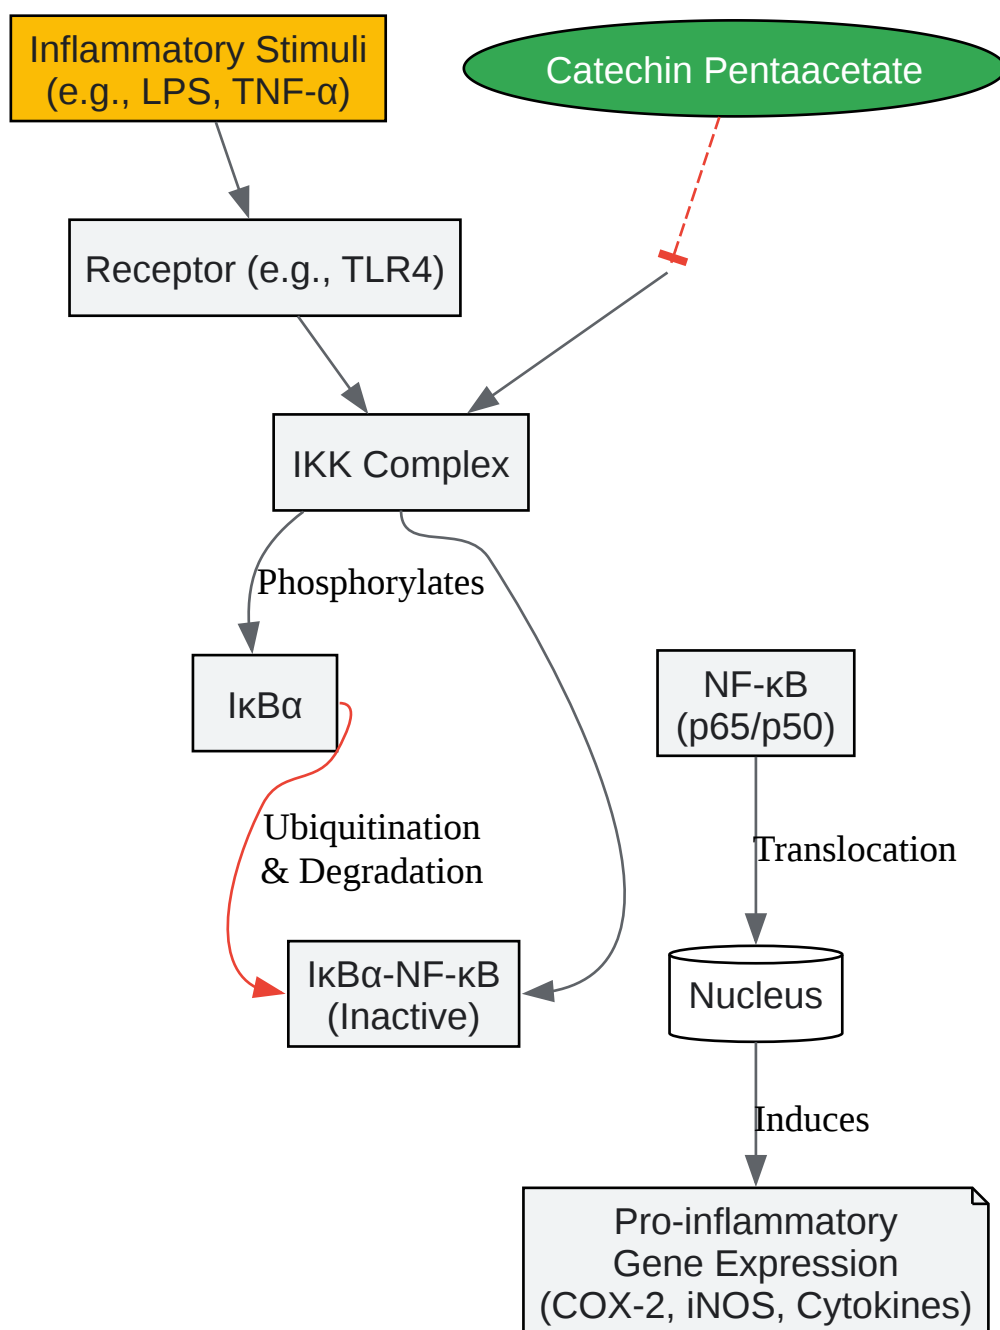 Inflammatory Stimuli
(e.g., LPS, TNF-α)
Catechin Pentaacetate
Receptor (e.g., TLR4)
IKK Complex
Phosphorylates
IκBα
NF-κB
(p65/p50)
Ubiquitination
& Degradation
Translocation
IκBα-NF-κB
(Inactive)
Nucleus
Induces
Pro-inflammatory
Gene Expression
(COX-2, iNOS, Cytokines)